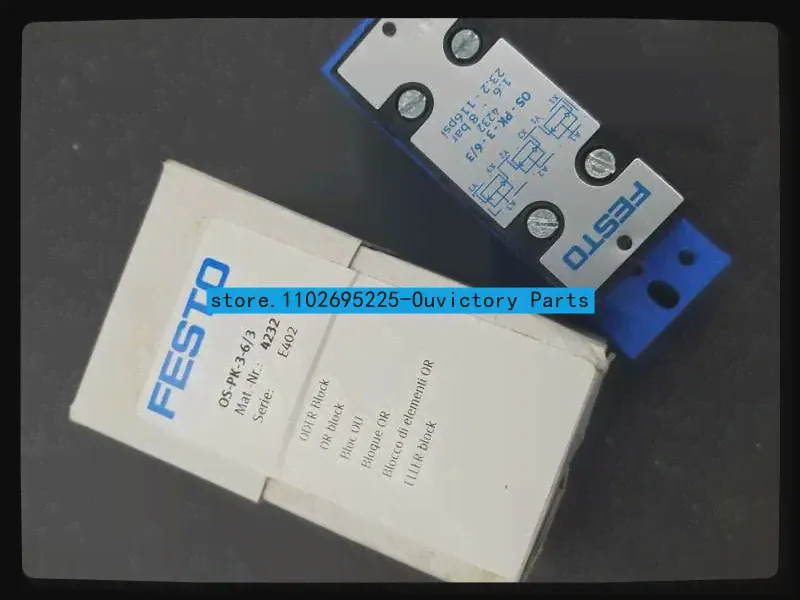 FESTO
OS-PK-3-6/3
4232
1.6 - 8 bar
23.2 - 116psi
store.1102695225-Ouvictory Parts
FESTO
OS-PK-3-6/3
Mat.-Nr.: 4232
Serie: E402
ODER Block
OR block
Bloc OU
Bloque OR
Blocco di elementi OR
ELLER block